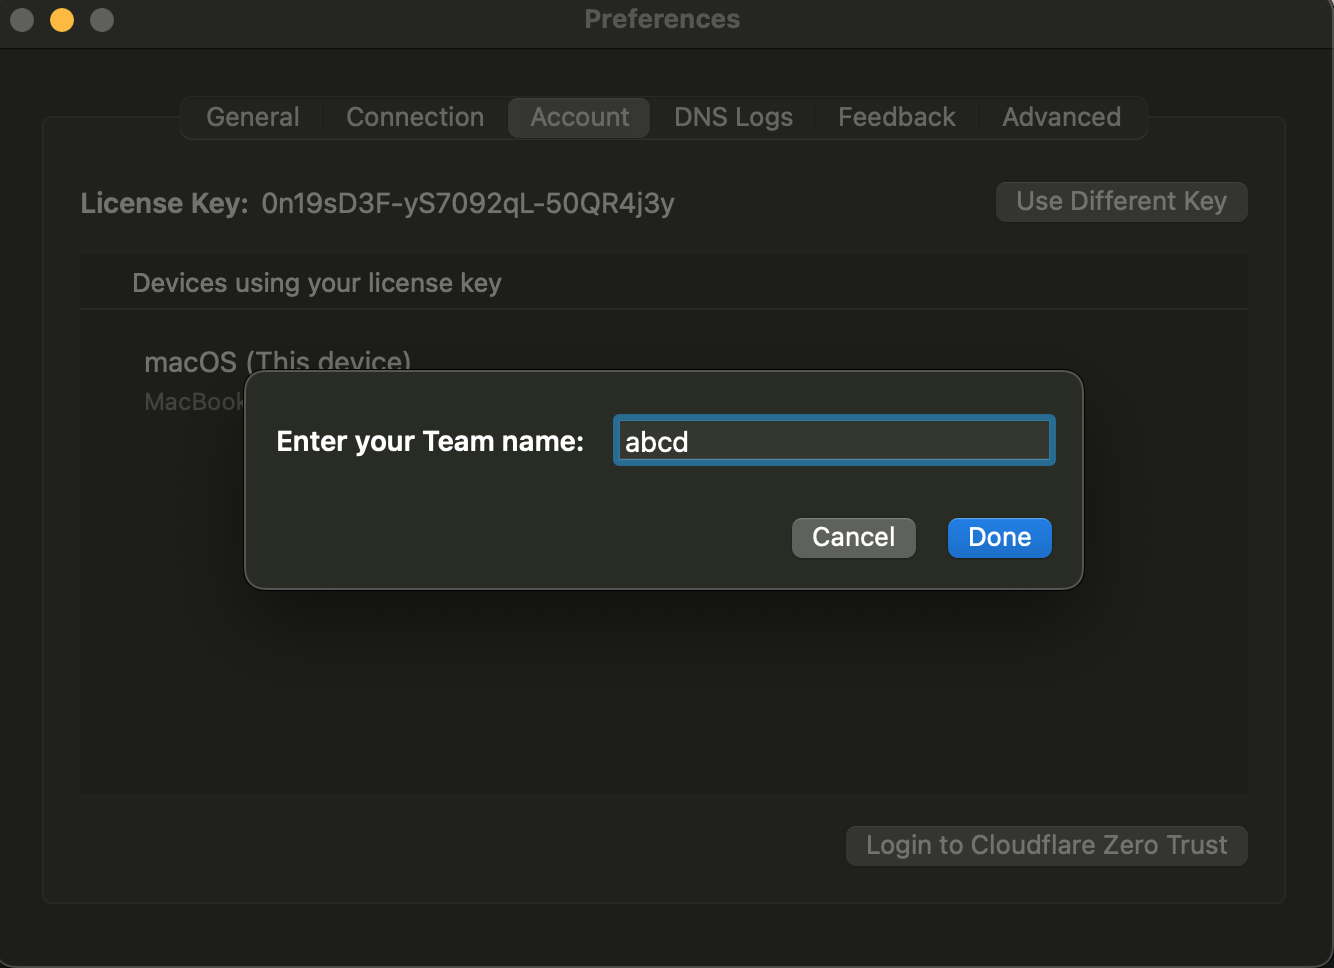 Preferences
General Connection Account DNS Logs Feedback Advanced
License Key: 0n19sD3F-yS7092qL-50QR4j3y Use Different Key
Devices using your license key
macOS (This device)
MacBook
Enter your Team name: abcd
Cancel Done
Login to Cloudflare Zero Trust